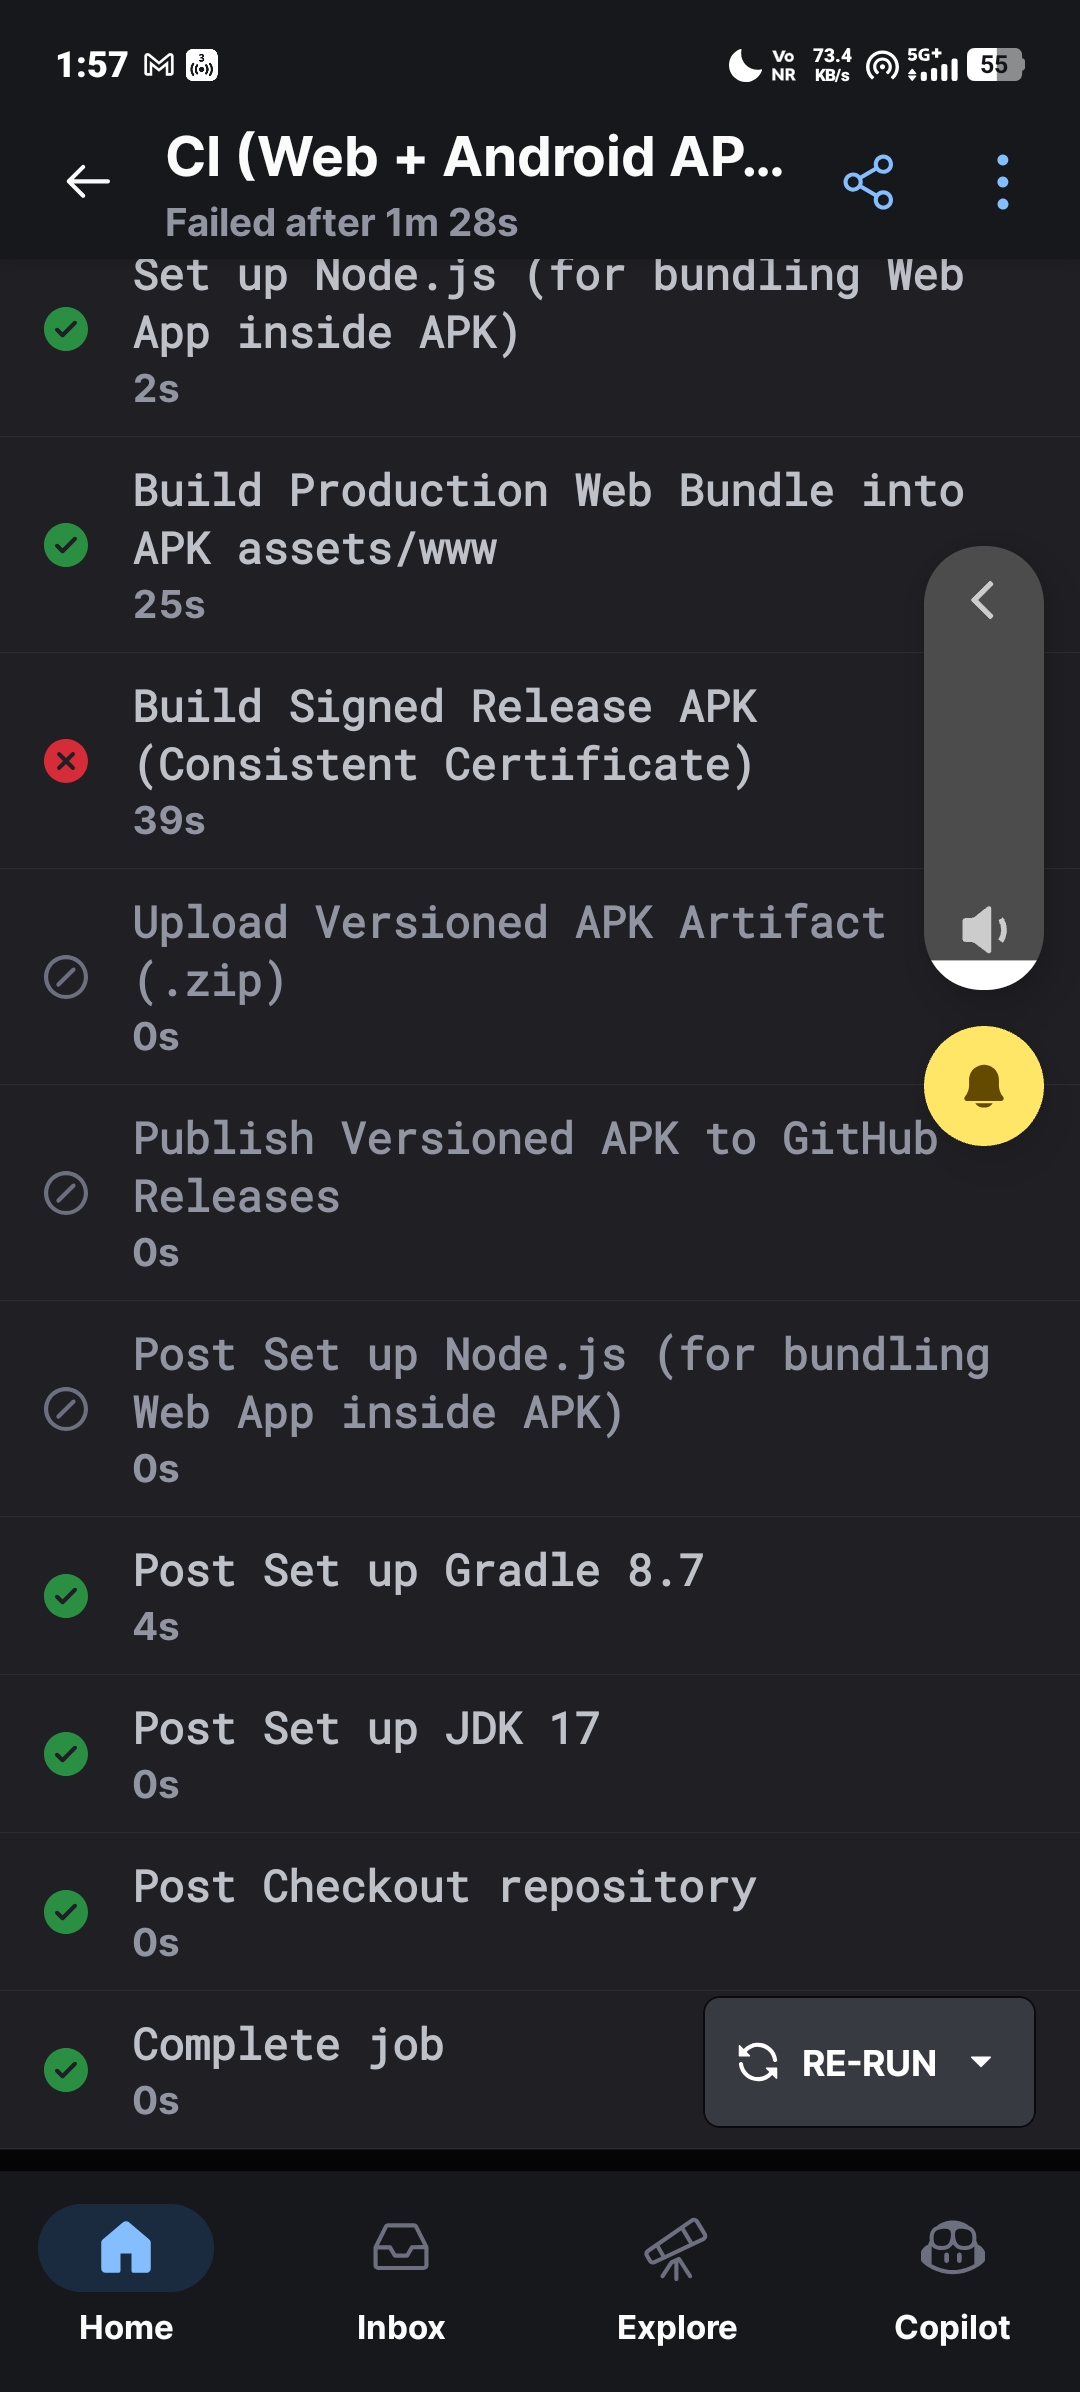 1:57
3
Vo
NR
73.4
KB/s
5G+
55
CI (Web + Android AP...
Failed after 1m 28s
Set up Node.js (for bundling Web
App inside APK)
2s
Build Production Web Bundle into
APK assets/www
25s
Build Signed Release APK
(Consistent Certificate)
39s
Upload Versioned APK Artifact
(.zip)
0s
Publish Versioned APK to GitHub
Releases
0s
Post Set up Node.js (for bundling
Web App inside APK)
0s
Post Set up Gradle 8.7
4s
Post Set up JDK 17
0s
Post Checkout repository
0s
Complete job
0s
RE-RUN
Home
Inbox
Explore
Copilot